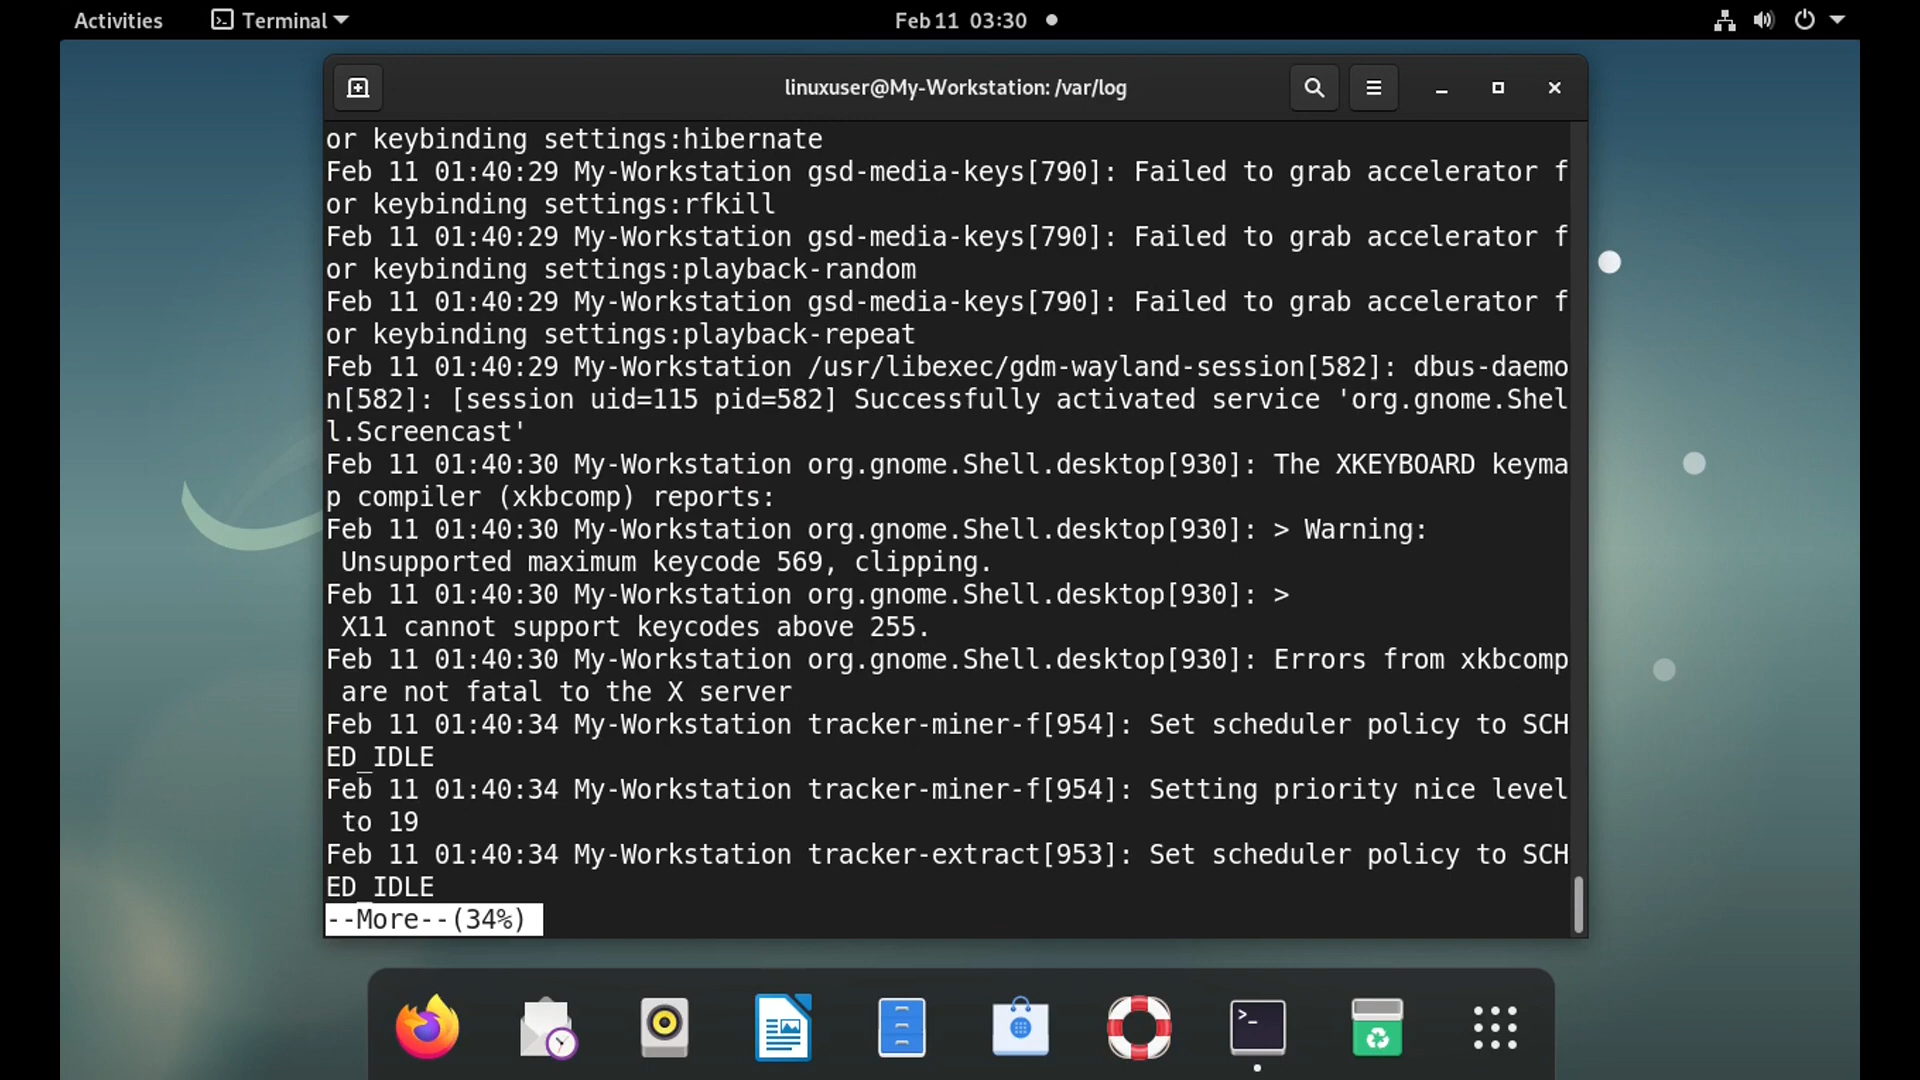 Activities
Terminal
Feb 11 03:30
linuxuser@My-Workstation: /var/log
or keybinding settings:hibernate
Feb 11 01:40:29 My-Workstation gsd-media-keys[790]: Failed to grab accelerator f
or keybinding settings:rfkill
Feb 11 01:40:29 My-Workstation gsd-media-keys[790]: Failed to grab accelerator f
or keybinding settings:playback-random
Feb 11 01:40:29 My-Workstation gsd-media-keys[790]: Failed to grab accelerator f
or keybinding settings:playback-repeat
Feb 11 01:40:29 My-Workstation /usr/libexec/gdm-wayland-session[582]: dbus-daemo
n[582]: [session uid=115 pid=582] Successfully activated service 'org.gnome.Shel
l.Screencast'
Feb 11 01:40:30 My-Workstation org.gnome.Shell.desktop[930]: The XKEYBOARD keyma
p compiler (xkbcomp) reports:
Feb 11 01:40:30 My-Workstation org.gnome.Shell.desktop[930]: > Warning:
 Unsupported maximum keycode 569, clipping.
Feb 11 01:40:30 My-Workstation org.gnome.Shell.desktop[930]: >
 X11 cannot support keycodes above 255.
Feb 11 01:40:30 My-Workstation org.gnome.Shell.desktop[930]: Errors from xkbcomp
 are not fatal to the X server
Feb 11 01:40:34 My-Workstation tracker-miner-f[954]: Set scheduler policy to SCH
ED_IDLE
Feb 11 01:40:34 My-Workstation tracker-miner-f[954]: Setting priority nice level
 to 19
Feb 11 01:40:34 My-Workstation tracker-extract[953]: Set scheduler policy to SCH
ED_IDLE
--More--(34%)